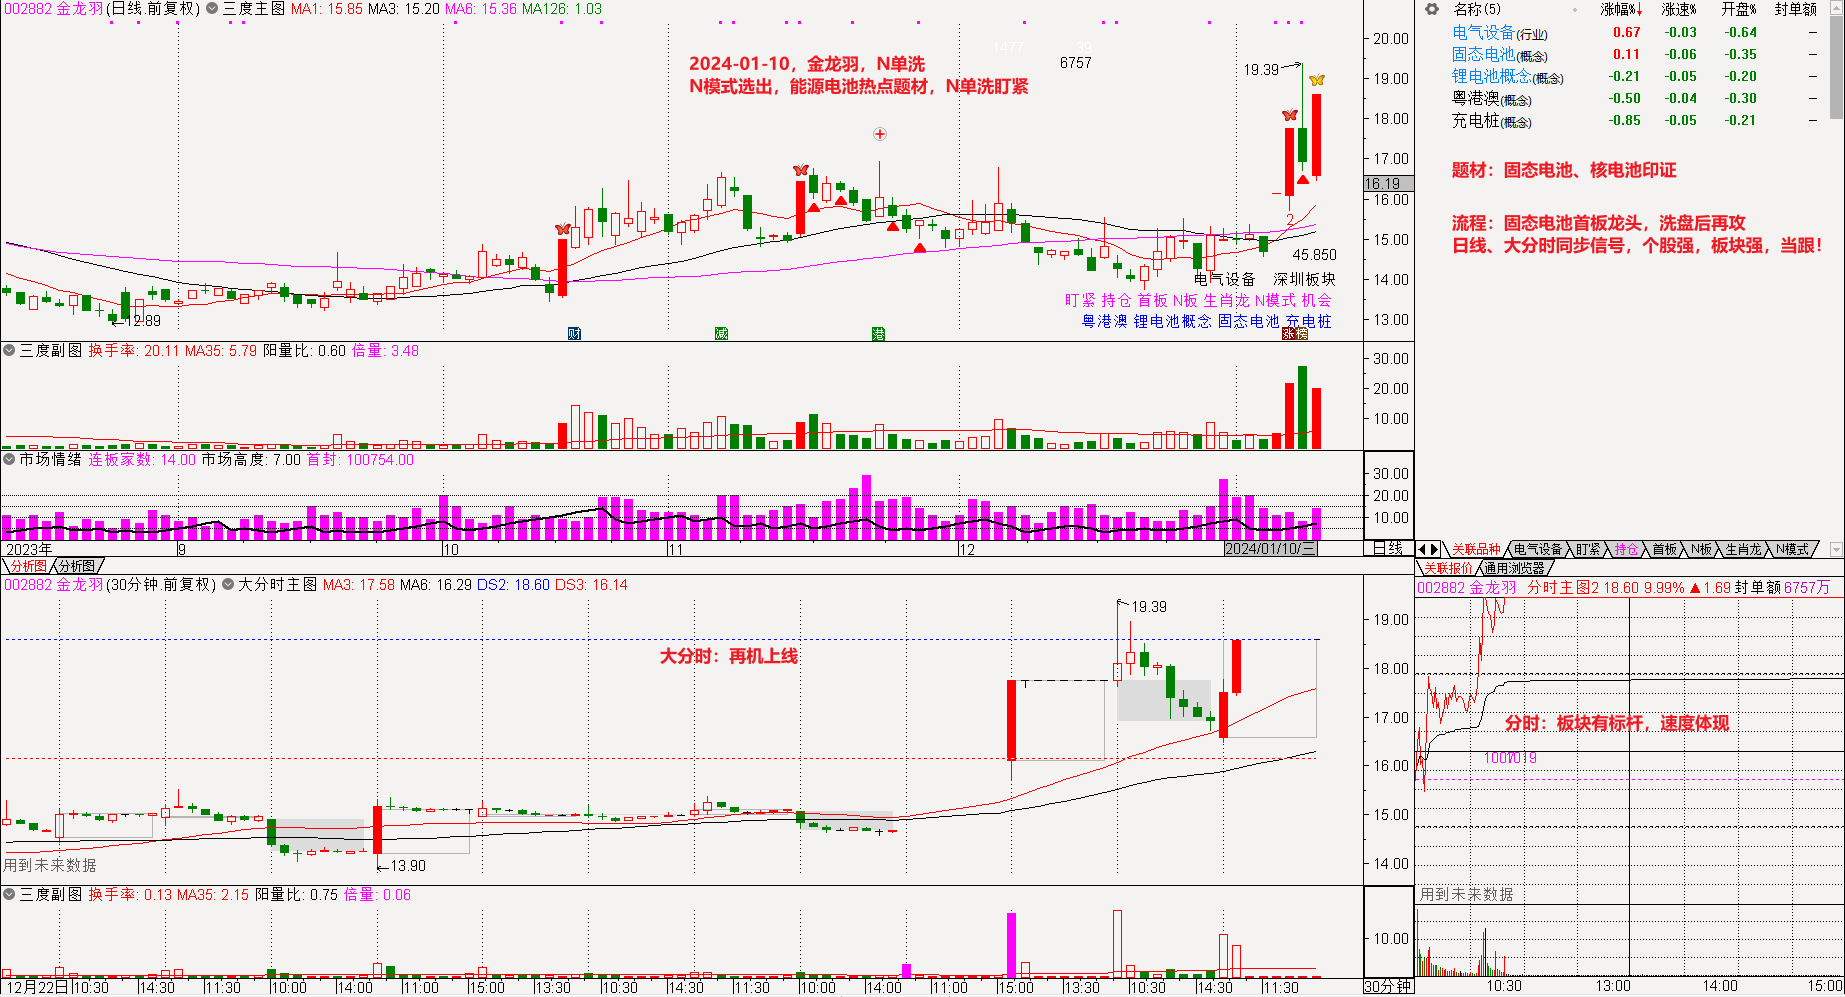 002882 金龙羽(日线.前复权) 三度主图 MA1: 15.85 MA3: 15.20 MA6: 15.36 MA126: 1.03
1477 39
6757
2024-01-10，金龙羽，N单洗
N模式选出，能源电池热点题材，N单洗盯紧
19.39
20.00
19.00
18.00
17.00
16.19
16.00
15.00
14.00
13.00
12.89
2
45.850
电气设备 深圳板块
盯紧 持仓 首板 N板 生肖龙 N模式 机会
粤港澳 锂电池概念 固态电池 充电桩
财 减 港 涨榜
三度副图 换手率: 20.11 MA35: 5.79 阳量比: 0.60 倍量: 3.48
30.00
20.00
10.00
市场情绪 连板家数: 14.00 市场高度: 7.00 首封: 100754.00
30.00
20.00
10.00
2023年 9 10 11 12 2024/01/10/三 日线
分析图 分析图
002882 金龙羽(30分钟.前复权) 大分时主图 MA3: 17.58 MA6: 16.29 DS2: 18.60 DS3: 16.14
19.39
大分时：再机上线
19.00
18.00
17.00
16.00
15.00
14.00
13.90
用到未来数据
三度副图 换手率: 0.13 MA35: 2.15 阳量比: 0.75 倍量: 0.06
10.00
12月22日 10:30 14:30 11:30 10:00 14:00 11:00 15:00 13:30 10:30 14:30 11:30 10:00 14:00 11:00 15:00 13:30 10:30 14:30 11:30 30分钟
名称(5) 涨幅%↓ 涨速% 开盘% 封单额
电气设备(行业) 0.67 -0.03 -0.64 —
固态电池(概念) 0.11 -0.06 -0.35 —
锂电池概念(概念) -0.21 -0.05 -0.20 —
粤港澳(概念) -0.50 -0.04 -0.30 —
充电桩(概念) -0.85 -0.05 -0.21 —
题材：固态电池、核电池印证
流程：固态电池首板龙头，洗盘后再攻
日线、大分时同步信号，个股强，板块强，当跟！
关联品种 电气设备 盯紧 持仓 首板 N板 生肖龙 N模式
关联报价 通用浏览器
002882 金龙羽 分时主图2 18.60 9.99% ▲1.69 封单额 6757万
分时：板块有标杆，速度体现
用到未来数据
10:30 13:00 14:00 15:00